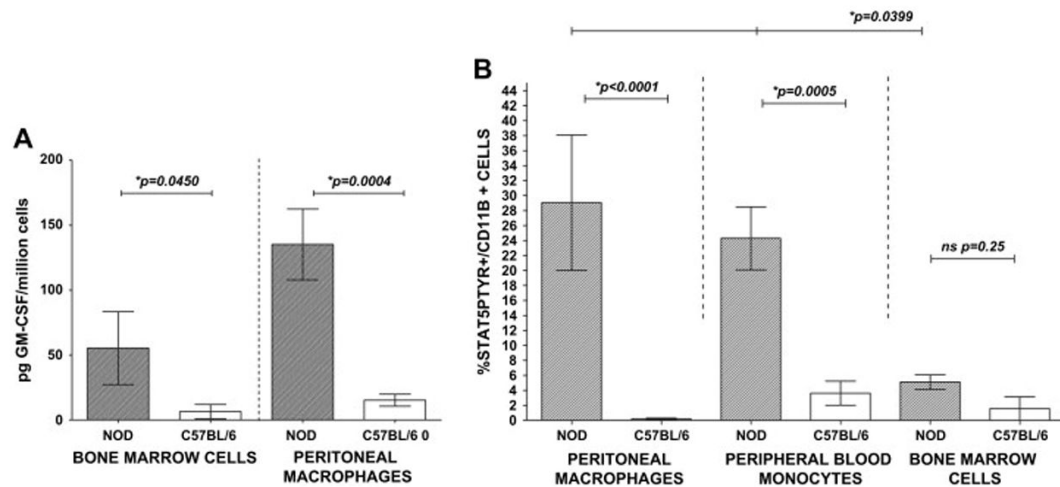 A
pg GM-CSF/million cells
200
150
100
50
0
*p=0.0450
*p=0.0004
NOD
C57BL/6
NOD
C57BL/6 0
BONE MARROW CELLS
PERITONEAL
MACROPHAGES
B
%STAT5PTYR+/CD11B + CELLS
44
42
40
38
36
34
32
30
28
26
24
22
20
18
16
14
12
10
8
6
4
2
0
*p=0.0399
*p<0.0001
*p=0.0005
ns p=0.25
NOD
C57BL/6
NOD
C57BL/6
NOD
C57BL/6
PERITONEAL
MACROPHAGES
PERIPHERAL BLOOD
MONOCYTES
BONE MARROW
CELLS